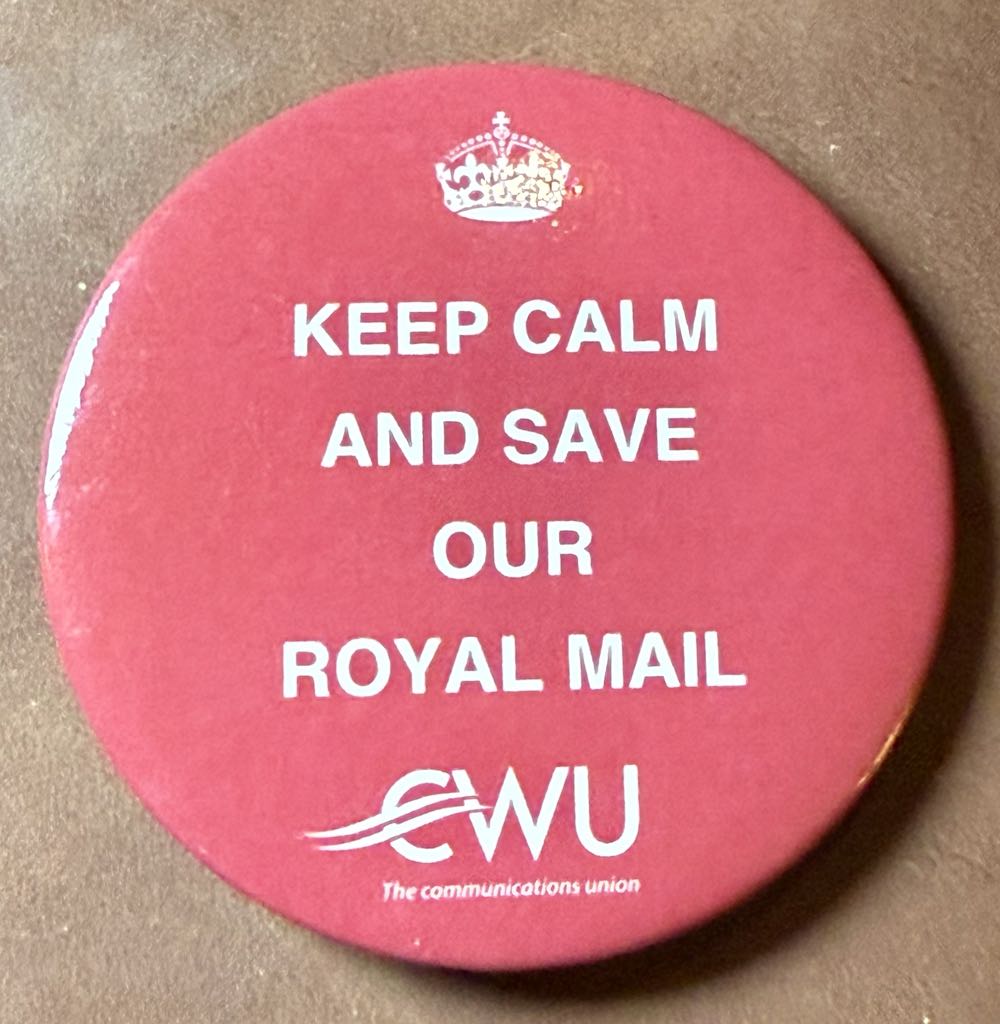 KEEP CALM
AND SAVE
OUR
ROYAL MAIL
CWU
The communications union